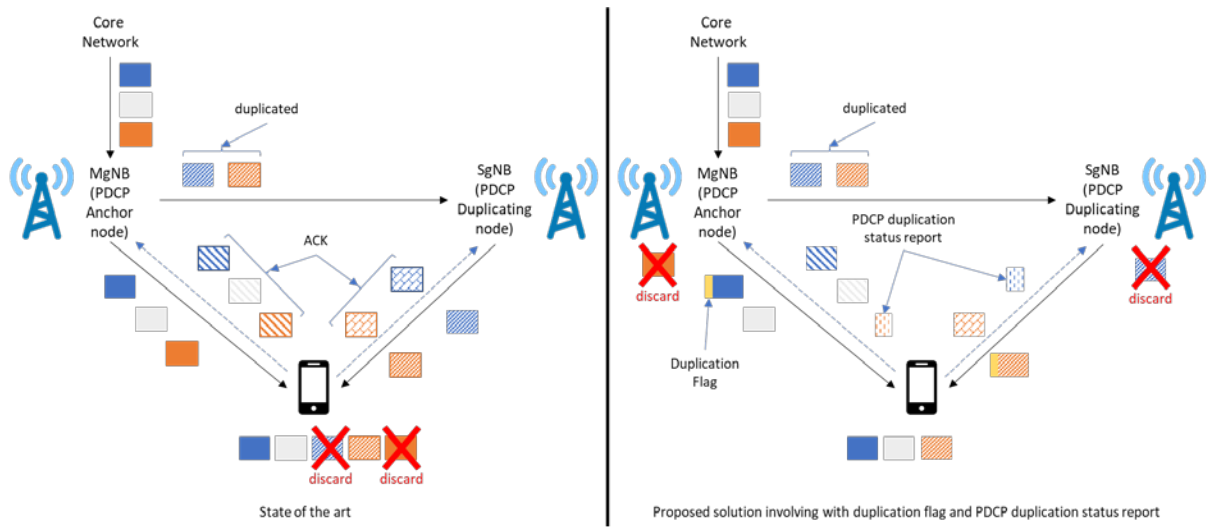 Core
Network
duplicated
MgNB
(PDCP
Anchor
node)
SgNB
(PDCP
Duplicating
node)
ACK
discard
discard
State of the art
Core
Network
duplicated
MgNB
(PDCP
Anchor
node)
SgNB
(PDCP
Duplicating
node)
PDCP duplication
status report
discard
discard
Duplication
Flag
Proposed solution involving with duplication flag and PDCP duplication status report